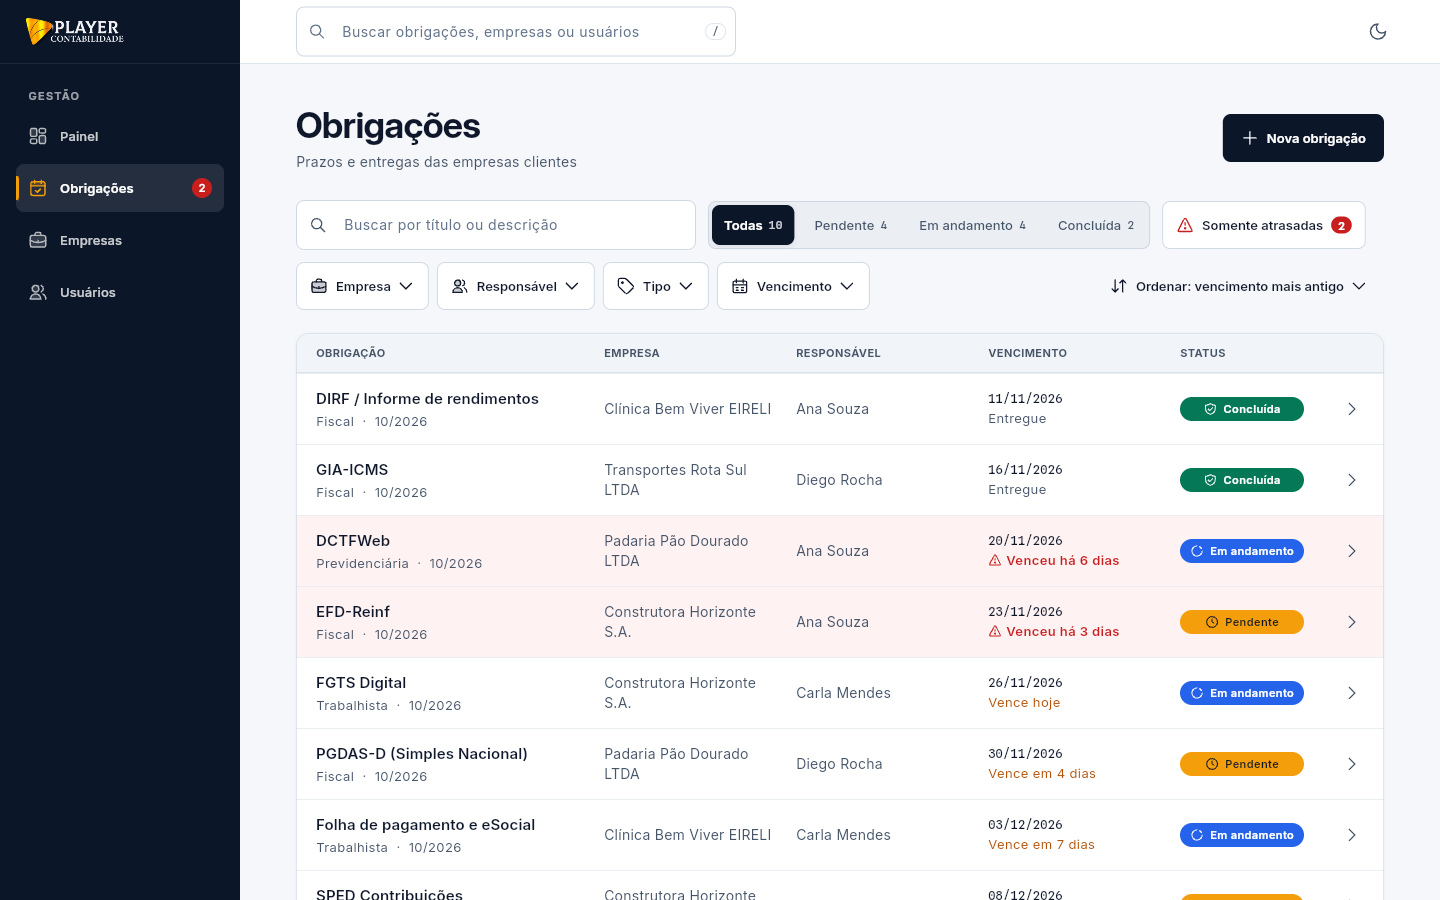 PLAYER
CONTABILIDADE
Buscar obrigações, empresas ou usuários
/
GESTÃO
Painel
Obrigações 2
Empresas
Usuários
Obrigações
Prazos e entregas das empresas clientes
Nova obrigação
Buscar por título ou descrição
Todas 10
Pendente 4
Em andamento 4
Concluída 2
Somente atrasadas 2
Empresa
Responsável
Tipo
Vencimento
Ordenar: vencimento mais antigo
OBRIGAÇÃO EMPRESA RESPONSÁVEL VENCIMENTO STATUS
DIRF / Informe de rendimentos
Fiscal · 10/2026
Clínica Bem Viver EIRELI
Ana Souza
11/11/2026
Entregue
Concluída
GIA-ICMS
Fiscal · 10/2026
Transportes Rota Sul
LTDA
Diego Rocha
16/11/2026
Entregue
Concluída
DCTFWeb
Previdenciária · 10/2026
Padaria Pão Dourado
LTDA
Ana Souza
20/11/2026
Venceu há 6 dias
Em andamento
EFD-Reinf
Fiscal · 10/2026
Construtora Horizonte
S.A.
Ana Souza
23/11/2026
Venceu há 3 dias
Pendente
FGTS Digital
Trabalhista · 10/2026
Construtora Horizonte
S.A.
Carla Mendes
26/11/2026
Vence hoje
Em andamento
PGDAS-D (Simples Nacional)
Fiscal · 10/2026
Padaria Pão Dourado
LTDA
Diego Rocha
30/11/2026
Vence em 4 dias
Pendente
Folha de pagamento e eSocial
Trabalhista · 10/2026
Clínica Bem Viver EIRELI
Carla Mendes
03/12/2026
Vence em 7 dias
Em andamento
SPED Contribuições
Construtora Horizonte
08/12/2026